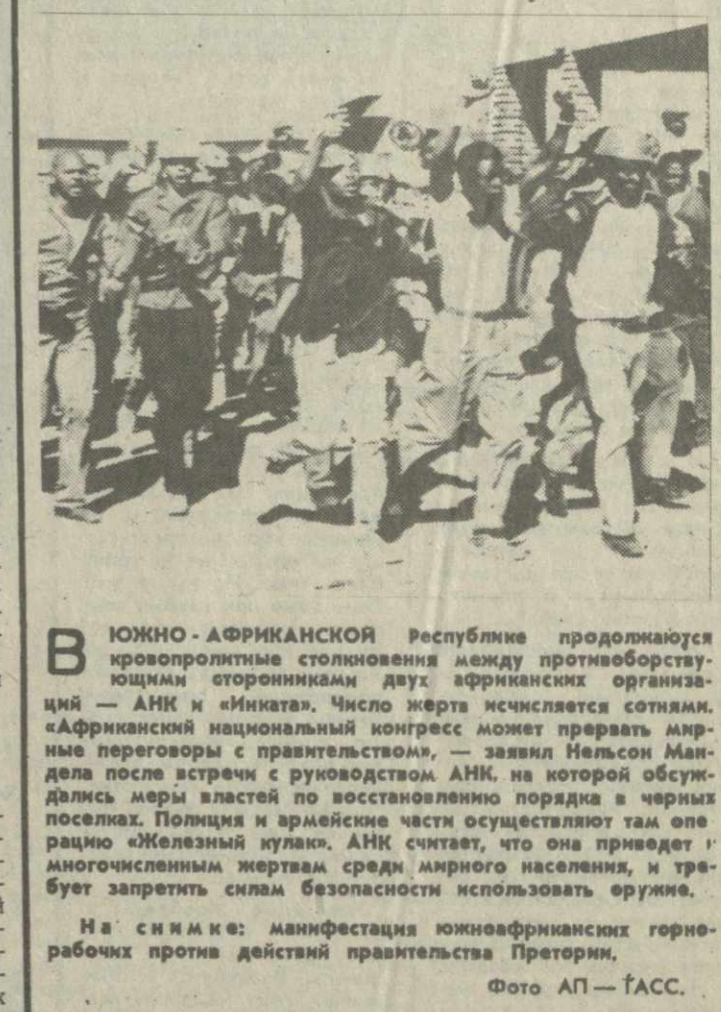 В ЮЖНО-АФРИКАНСКОЙ Республике продолжаются
кровопролитные столкновения между противоборству-
ющими сторонниками двух африканских организа-
ций — АНК и «Инката». Число жертв исчисляется сотнями.
«Африканский национальный конгресс может прервать мир-
ные переговоры с правительством», — заявил Нельсон Ман-
дела после встречи с руководством АНК, на которой обсуж-
дались меры властей по восстановлению порядка в черных
поселках. Полиция и армейские части осуществляют там опе
рацию «Железный кулак». АНК считает, что она приведет
многочисленным жертвам среди мирного населения, и тре-
бует запретить силам безопасности использовать оружие.
На снимке: манифестация южноафриканских горно-
рабочих против действий правительства Претории.
Фото АП — ТАСС.